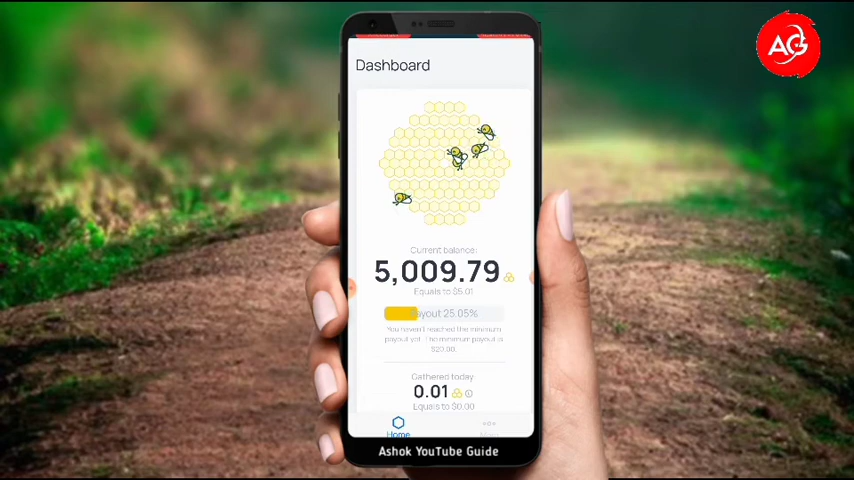 AG
Dashboard
Current balance:
5,009.79
Equals to $5.01
Payout 25.05%
You haven't reached the minimum
payout yet. The minimum payout is
$20.00.
Gathered today:
0.01
Equals to $0.00
Home
Ashok YouTube Guide